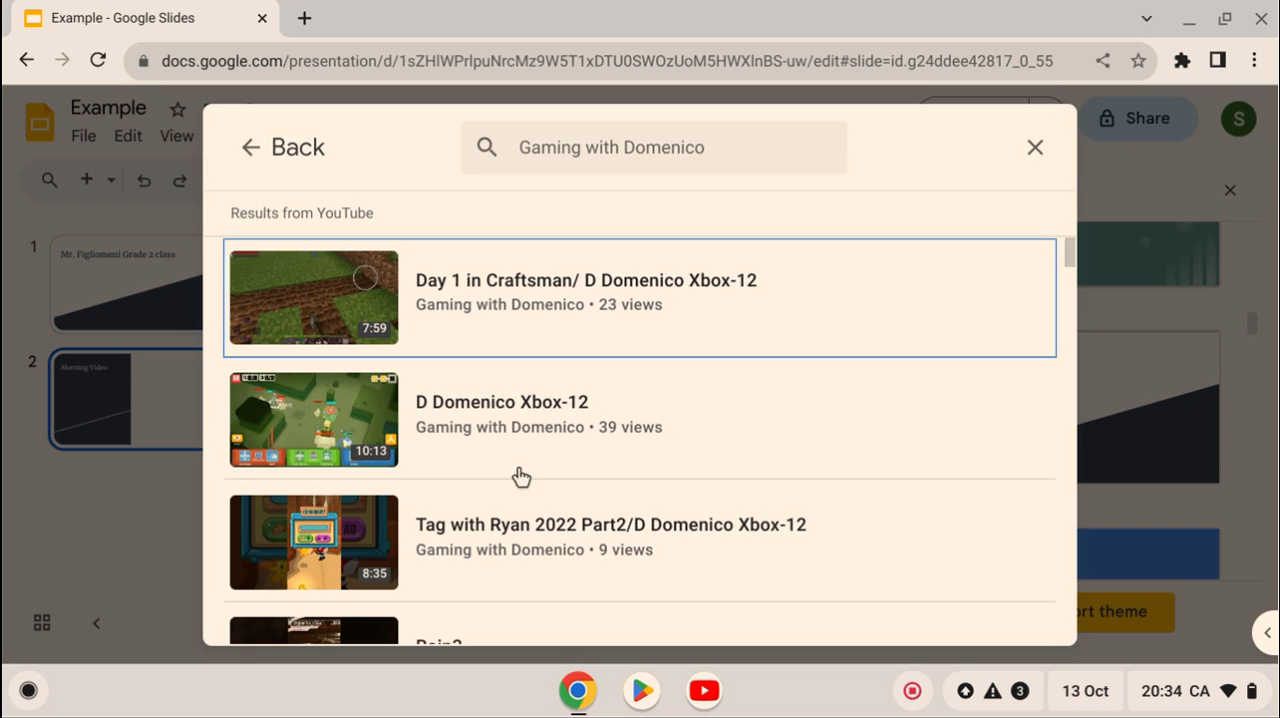 Example - Google Slides
docs.google.com/presentation/d/1sZHlWPrlpuNrcMz9W5T1xDTU0SWOzUoM5HWXlnBS-uw/edit#slide=id.g24ddee42817_0_55
Example
File Edit View
Share
S
Back
Gaming with Domenico
Results from YouTube
1
Mr. Figliomeni Grade 2 class
2
Morning Video
7:59
Day 1 in Craftsman/ D Domenico Xbox-12
Gaming with Domenico • 23 views
10:13
D Domenico Xbox-12
Gaming with Domenico • 39 views
8:35
Tag with Ryan 2022 Part2/D Domenico Xbox-12
Gaming with Domenico • 9 views
ort theme
3
13 Oct
20:34 CA